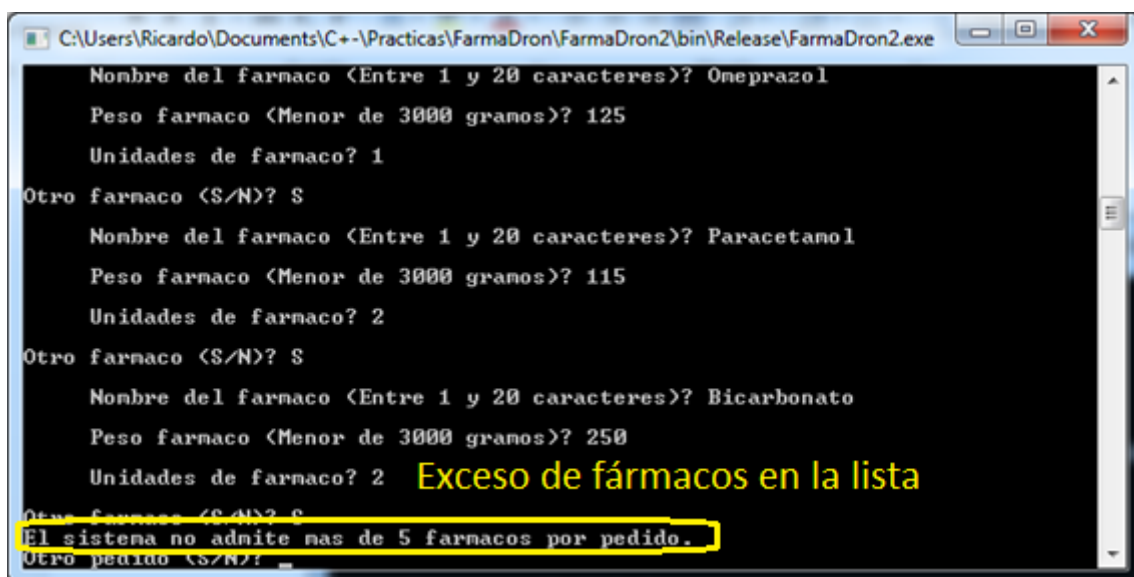 C:\Users\Ricardo\Documents\C+-\Practicas\FarmaDron\FarmaDron2\bin\Release\FarmaDron2.exe
Nombre del farmaco (Entre 1 y 20 caracteres)? Omeprazol
Peso farmaco (Menor de 3000 gramos)? 125
Unidades de farmaco? 1
Otro farmaco (S/N)? S
Nombre del farmaco (Entre 1 y 20 caracteres)? Paracetamol
Peso farmaco (Menor de 3000 gramos)? 115
Unidades de farmaco? 2
Otro farmaco (S/N)? S
Nombre del farmaco (Entre 1 y 20 caracteres)? Bicarbonato
Peso farmaco (Menor de 3000 gramos)? 250
Unidades de farmaco? 2 Exceso de fármacos en la lista
Otro farmaco (S/N)? S
El sistema no admite mas de 5 farmacos por pedido.
Otro pedido (S/N)? _